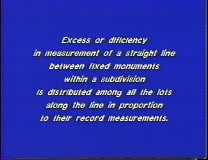 Excess or dificiency
in measurement of a straight line
between fixed monuments
within a subdivision
is distributed among all the lots
along the line in proportion
to their record measurements.